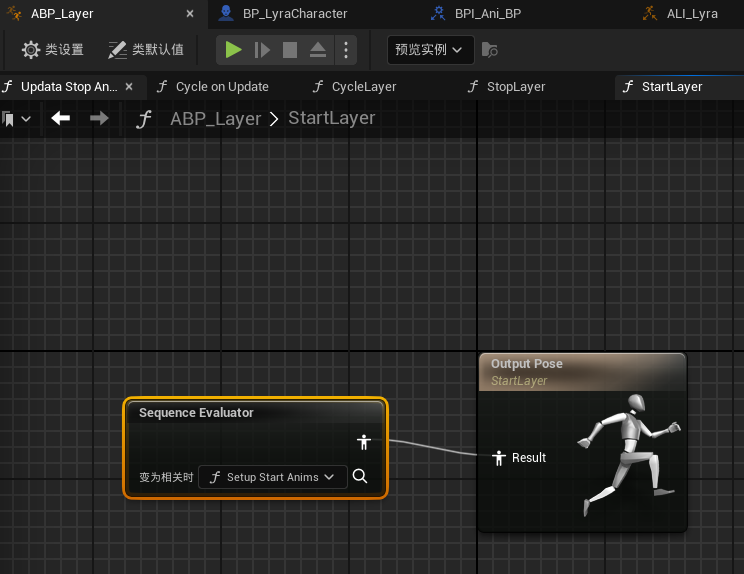 ABP_Layer
BP_LyraCharacter
BPI_Ani_BP
ALI_Lyra
类设置
类默认值
预览实例
Updata Stop An...
Cycle on Update
CycleLayer
StopLayer
StartLayer
ABP_Layer > StartLayer
Output Pose
StartLayer
Result
Sequence Evaluator
变为相关时
Setup Start Anims